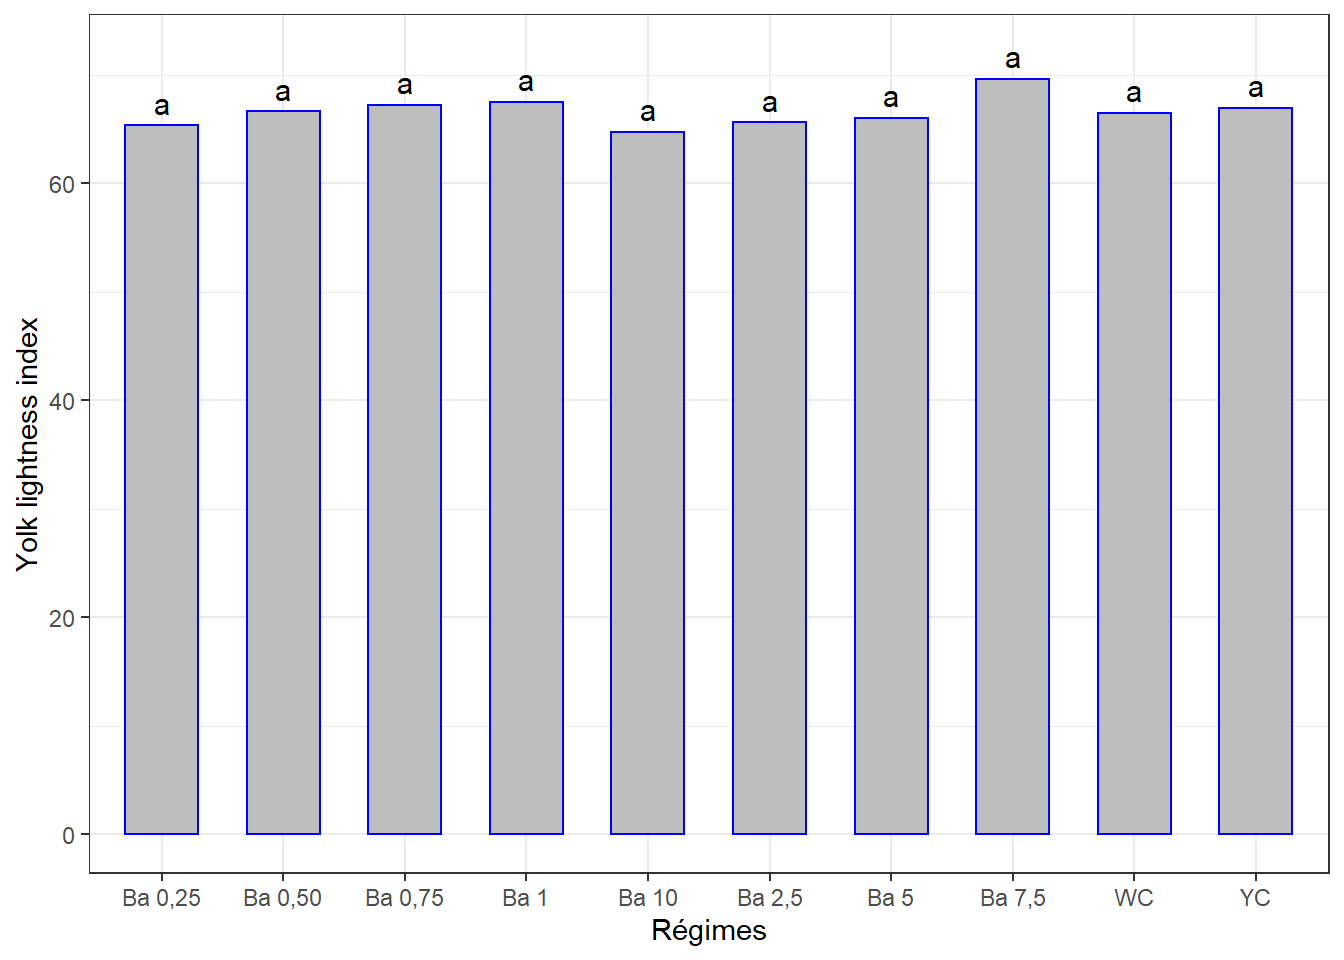 Yolk lightness index
60
40
20
0
a a a a a a a a a a
Ba 0,25 Ba 0,50 Ba 0,75 Ba 1 Ba 10 Ba 2,5 Ba 5 Ba 7,5 WC YC
Régimes